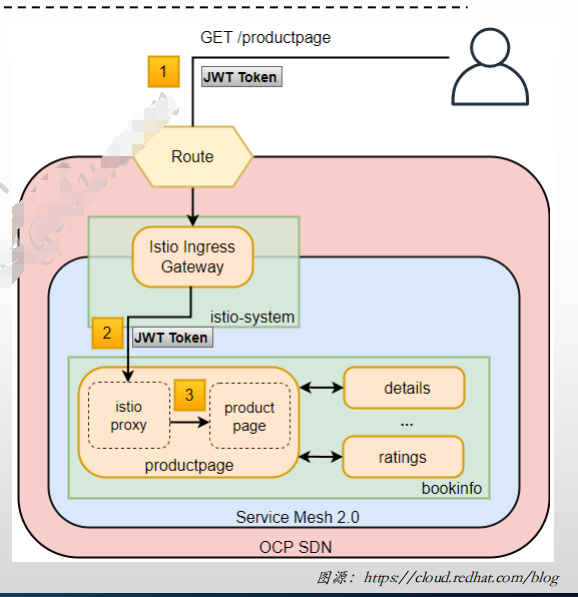 GET /productpage
1
JWT Token
Route
Istio Ingress
Gateway
istio-system
2
JWT Token
istio
proxy
3
product
page
productpage
details
...
ratings
bookinfo
Service Mesh 2.0
OCP SDN
图源：https://cloud.redhat.com/blog